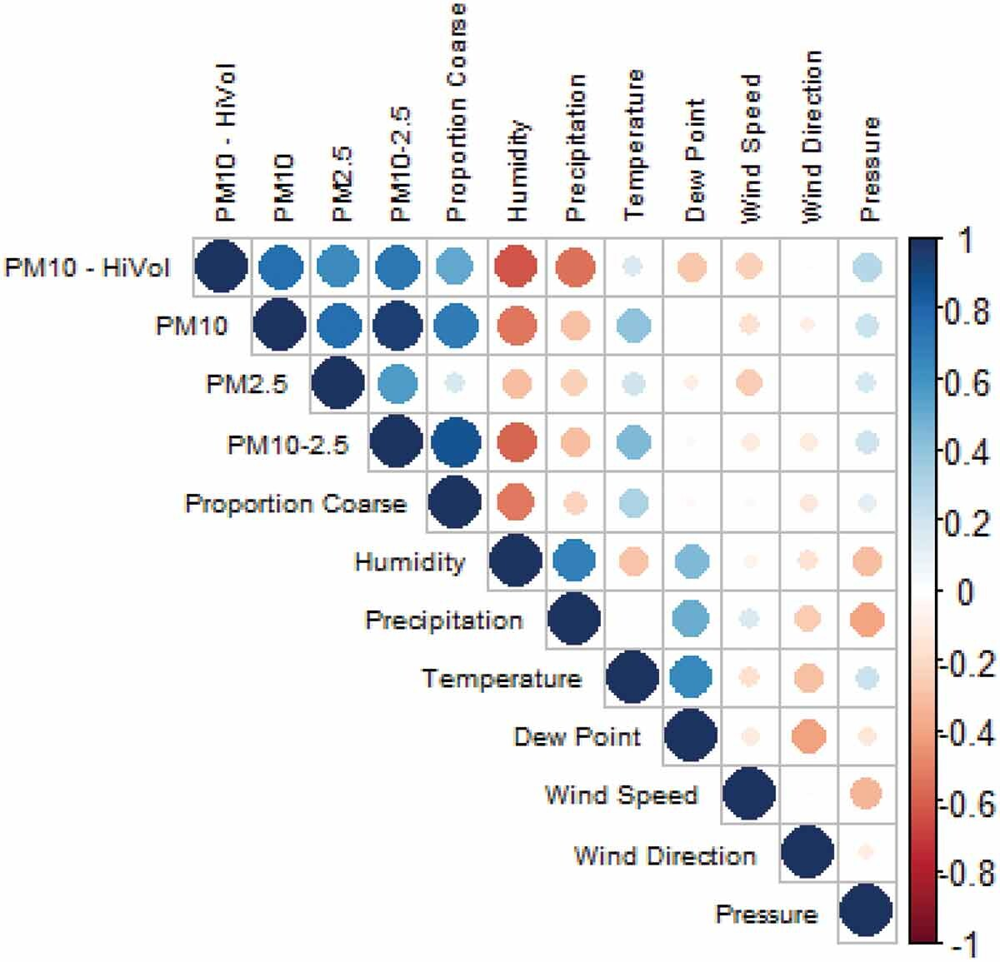 PM10 - HiVol
PM10
PM2.5
PM10-2.5
Proportion Coarse
Humidity
Precipitation
Temperature
Dew Point
Wind Speed
Wind Direction
Pressure
PM10 - HiVol
PM10
PM2.5
PM10-2.5
Proportion Coarse
Humidity
Precipitation
Temperature
Dew Point
Wind Speed
Wind Direction
Pressure
1
0.8
0.6
0.4
0.2
0
-0.2
-0.4
-0.6
-0.8
-1